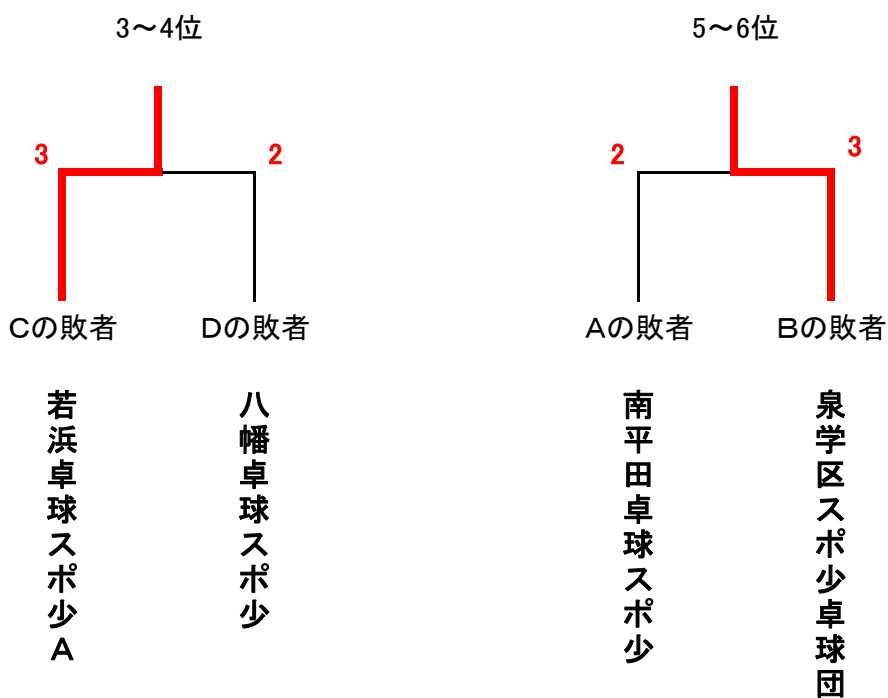 3～4位
5～6位
3
2
2
3
Cの敗者
Dの敗者
Aの敗者
Bの敗者
若浜卓球スポ少A
八幡卓球スポ少
南平田卓球スポ少
泉学区スポ少卓球団